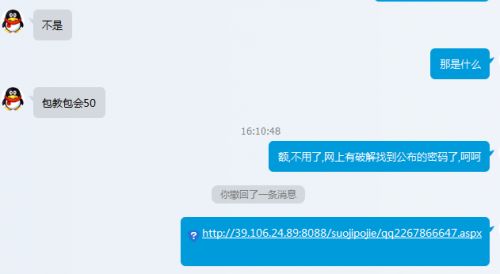 不是
那是什么
包教包会50
16:10:48
额,不用了,网上有破解找到公布的密码了,呵呵
你撤回了一条消息
http://39.106.24.89:8088/suojipojie/qq2267866647.aspx